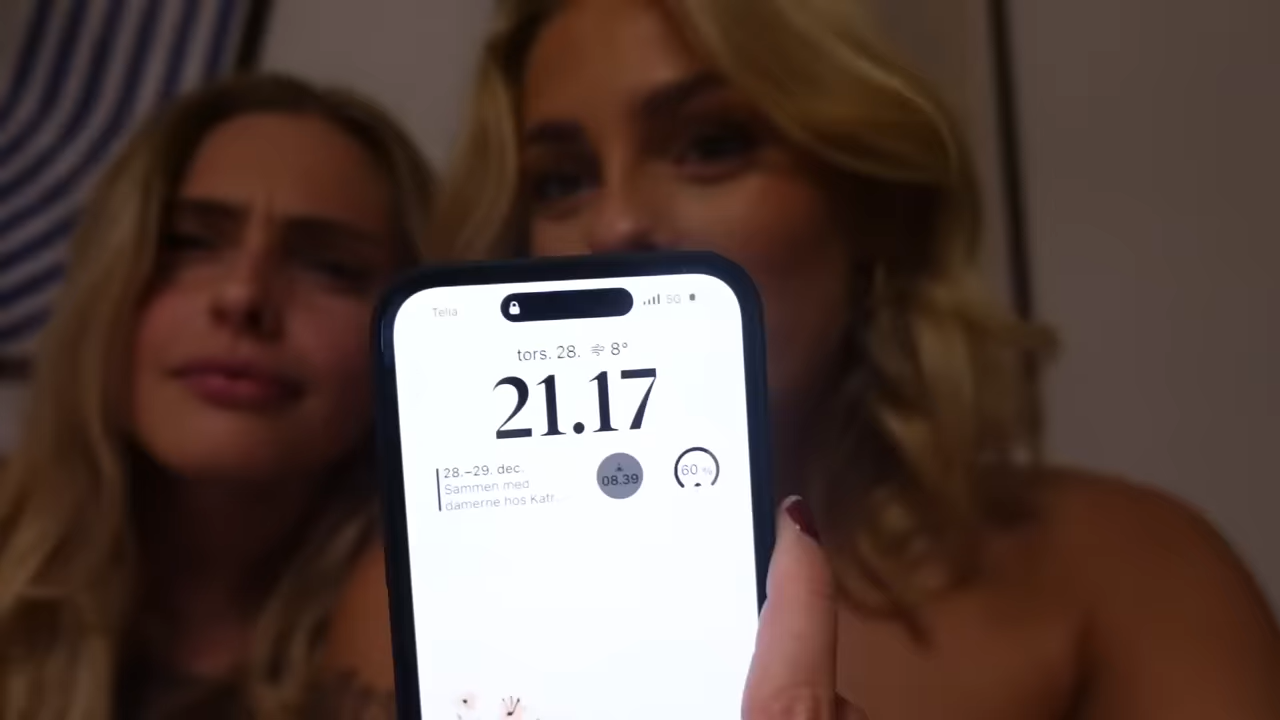 Telia 5G
tors. 28. 8°
21.17
28.–29. dec.
Sammen med
damerne hos Katr...
08.39
60 %